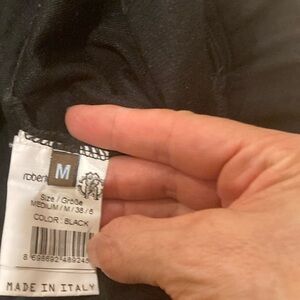 M
robert
Size / Größe
MEDIUM / M / 38 / 6
COLOR : BLACK
MADE IN ITALY